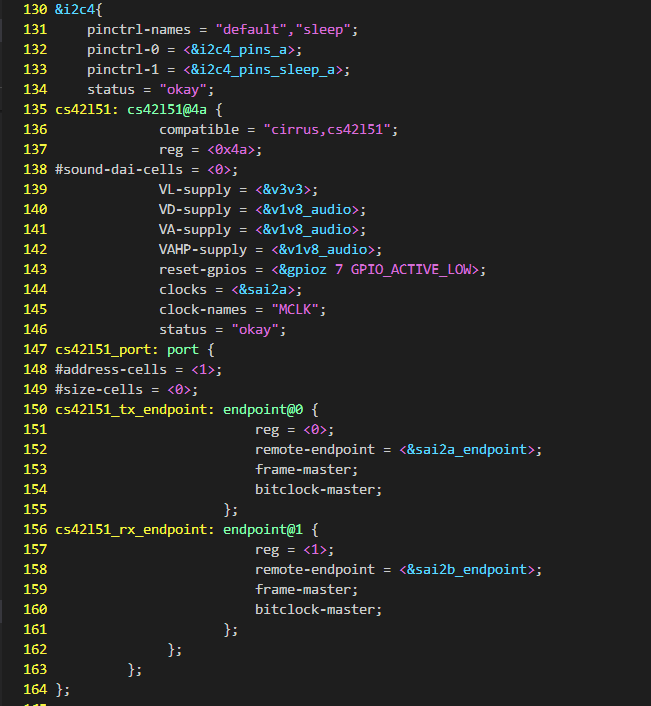 130 &i2c4{
131     pinctrl-names = "default","sleep";
132     pinctrl-0 = <&i2c4_pins_a>;
133     pinctrl-1 = <&i2c4_pins_sleep_a>;
134     status = "okay";
135 cs42l51: cs42l51@4a {
136              compatible = "cirrus,cs42l51";
137              reg = <0x4a>;
138 #sound-dai-cells = <0>;
139              VL-supply = <&v3v3>;
140              VD-supply = <&v1v8_audio>;
141              VA-supply = <&v1v8_audio>;
142              VAHP-supply = <&v1v8_audio>;
143              reset-gpios = <&gpioz 7 GPIO_ACTIVE_LOW>;
144              clocks = <&sai2a>;
145              clock-names = "MCLK";
146              status = "okay";
147 cs42l51_port: port {
148 #address-cells = <1>;
149 #size-cells = <0>;
150 cs42l51_tx_endpoint: endpoint@0 {
151                          reg = <0>;
152                          remote-endpoint = <&sai2a_endpoint>;
153                          frame-master;
154                          bitclock-master;
155                      };
156 cs42l51_rx_endpoint: endpoint@1 {
157                          reg = <1>;
158                          remote-endpoint = <&sai2b_endpoint>;
159                          frame-master;
160                          bitclock-master;
161                      };
162               };
163          };
164 };